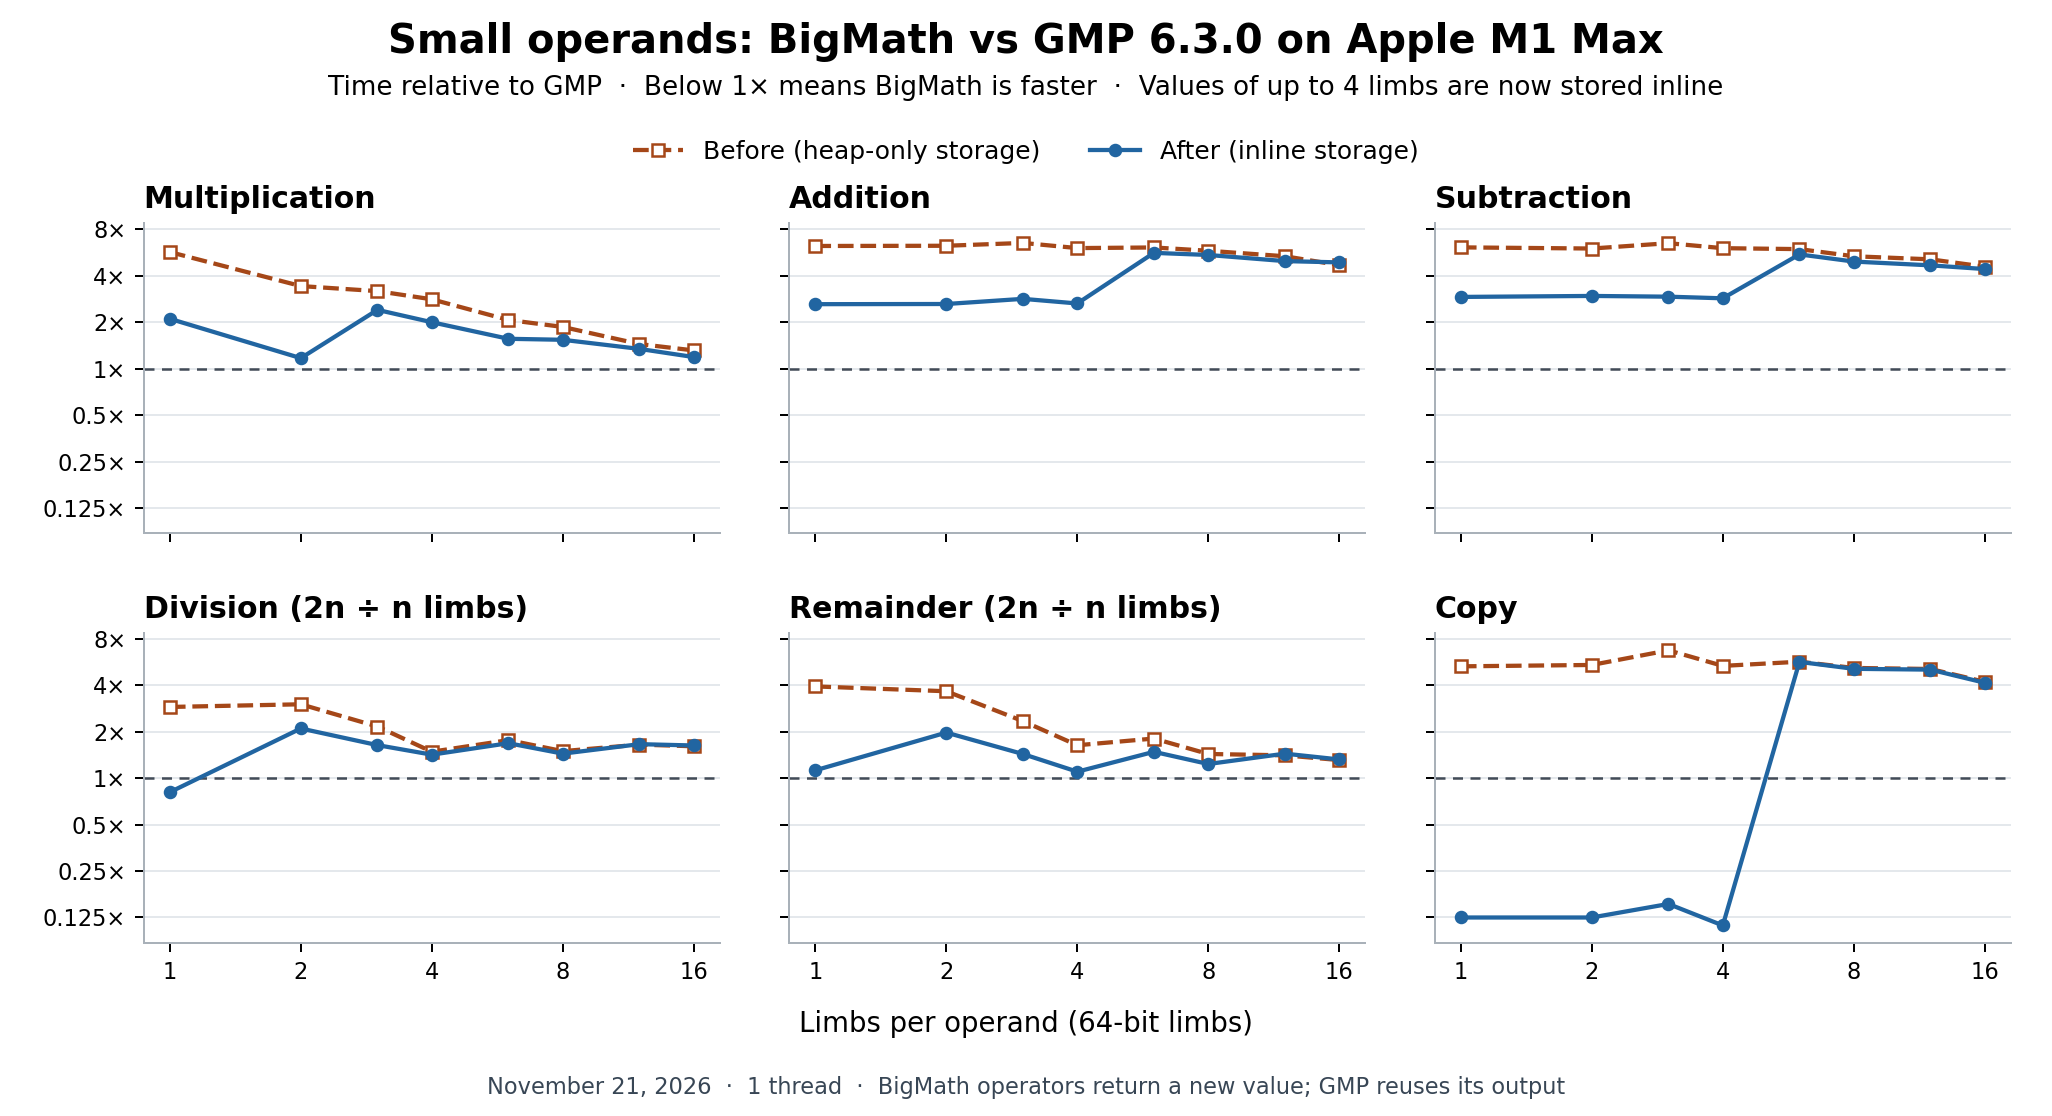 Small operands: BigMath vs GMP 6.3.0 on Apple M1 Max
Time relative to GMP · Below 1× means BigMath is faster · Values of up to 4 limbs are now stored inline
Before (heap-only storage)
After (inline storage)
Multiplication
8×
4×
2×
1×
0.5×
0.25×
0.125×
Addition
Subtraction
Division (2n ÷ n limbs)
8×
4×
2×
1×
0.5×
0.25×
0.125×
1 2 4 8 16
Remainder (2n ÷ n limbs)
1 2 4 8 16
Copy
1 2 4 8 16
Limbs per operand (64-bit limbs)
November 21, 2026 · 1 thread · BigMath operators return a new value; GMP reuses its output